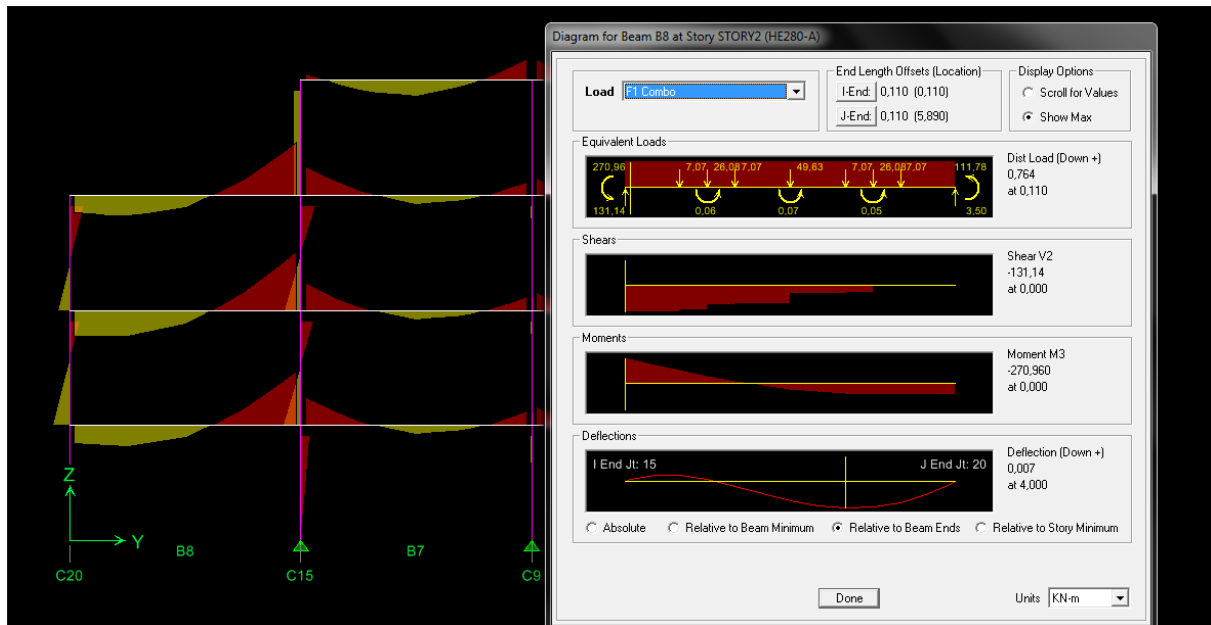 Diagram for Beam B8 at Story STORY2 (HE280-A)
Load F1 Combo
End Length Offsets (Location)
I-End: 0,110 (0,110)
J-End: 0,110 (5,890)
Display Options
Scroll for Values
Show Max
Equivalent Loads
270,96 7,07 26,087,07 49,63 7,07 26,087,07 111,78
131,14 0,06 0,07 0,05 3,50
Dist Load (Down +)
0,764
at 0,110
Shears
Shear V2
-131,14
at 0,000
Moments
Moment M3
-270,960
at 0,000
Deflections
I End Jt: 15 J End Jt: 20
Deflection (Down +)
0,007
at 4,000
Absolute Relative to Beam Minimum Relative to Beam Ends Relative to Story Minimum
Done
Units KN-m
Z
Y
B8 B7
C20 C15 C9